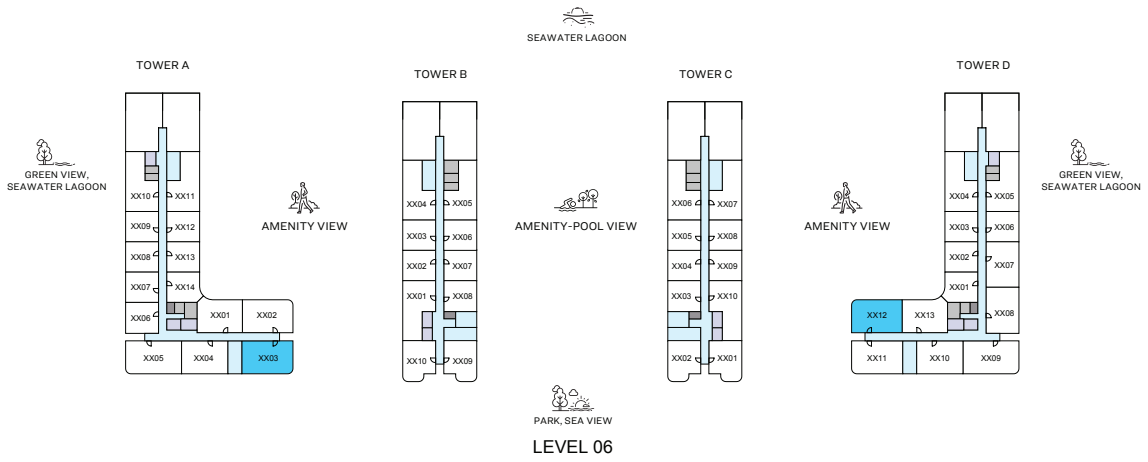 SEAWATER LAGOON
TOWER A
TOWER B
TOWER C
TOWER D
GREEN VIEW,
SEAWATER LAGOON
AMENITY VIEW
AMENITY-POOL VIEW
AMENITY VIEW
GREEN VIEW,
SEAWATER LAGOON
XX10 XX11
XX09 XX12
XX08 XX13
XX07 XX14
XX06 XX01 XX02
XX05 XX04 XX03
XX04 XX05
XX03 XX06
XX02 XX07
XX01 XX08
XX10 XX09
XX06 XX07
XX05 XX08
XX04 XX09
XX03 XX10
XX02 XX01
XX04 XX05
XX03 XX06
XX02 XX07
XX01
XX12 XX13 XX08
XX11 XX10 XX09
PARK, SEA VIEW
LEVEL 06